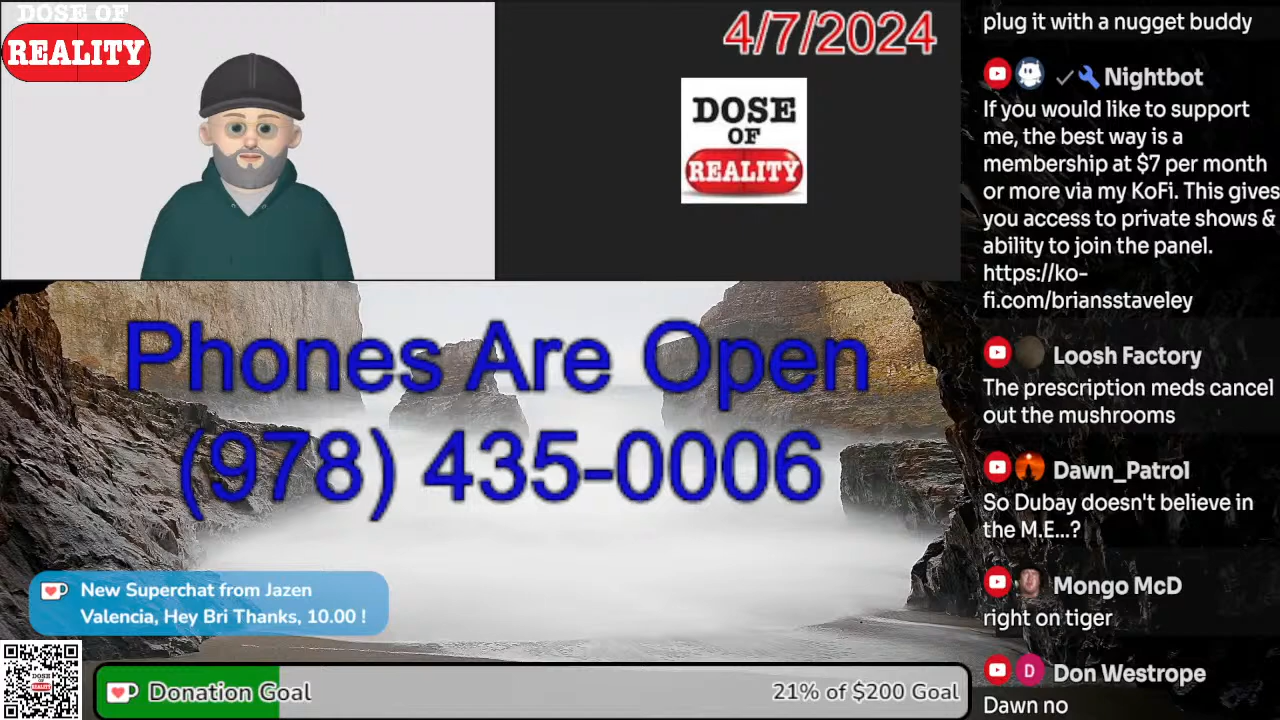 DOSE OF
REALITY
4/7/2024
DOSE
OF
REALITY
Phones Are Open
(978) 435-0006
New Superchat from Jazen
Valencia, Hey Bri Thanks, 10.00 !
DOSE OF
REALITY
Donation Goal
21% of $200 Goal
plug it with a nugget buddy
Nightbot
If you would like to support
me, the best way is a
membership at $7 per month
or more via my KoFi. This gives
you access to private shows &
ability to join the panel.
https://ko-
fi.com/briansstaveley
Loosh Factory
The prescription meds cancel
out the mushrooms
Dawn_Patrol
So Dubay doesn't believe in
the M.E...?
Mongo McD
right on tiger
D Don Westrope
Dawn no